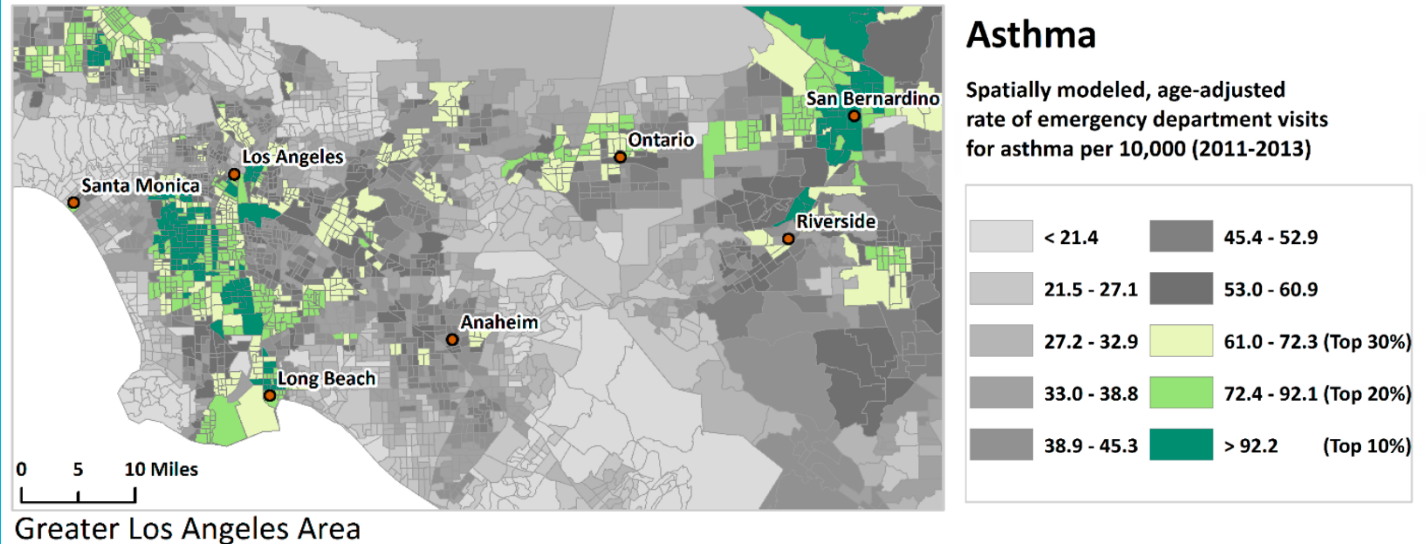 San Bernardino
Ontario
Los Angeles
Santa Monica
Riverside
Anaheim
Long Beach
0 5 10 Miles
Greater Los Angeles Area
Asthma
Spatially modeled, age-adjusted
rate of emergency department visits
for asthma per 10,000 (2011-2013)
< 21.4
21.5 - 27.1
27.2 - 32.9
33.0 - 38.8
38.9 - 45.3
45.4 - 52.9
53.0 - 60.9
61.0 - 72.3 (Top 30%)
72.4 - 92.1 (Top 20%)
> 92.2 (Top 10%)